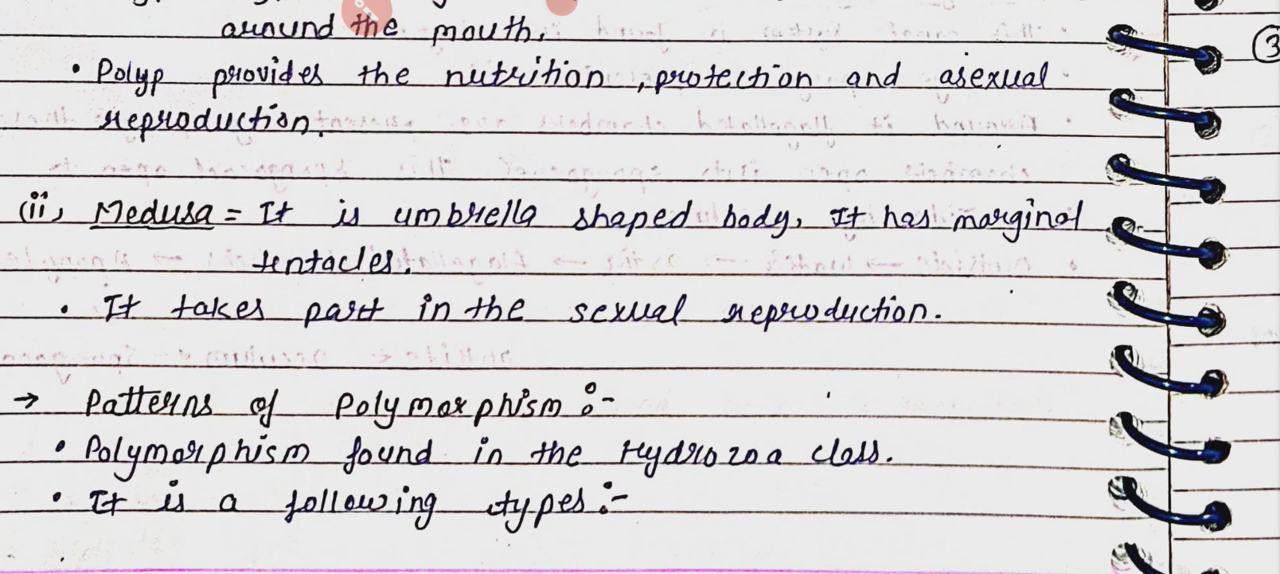 around the mouth.
• Polyp provides the nutrition, protection and asexual
reproduction.
(ii) Medusa = It is umbrella shaped body, It has marginal
tentacles.
• It takes part in the sexual reproduction.
→ Patterns of Polymorphism :-
• Polymorphism found in the Hydrozoa class.
• It is a following types :-
3